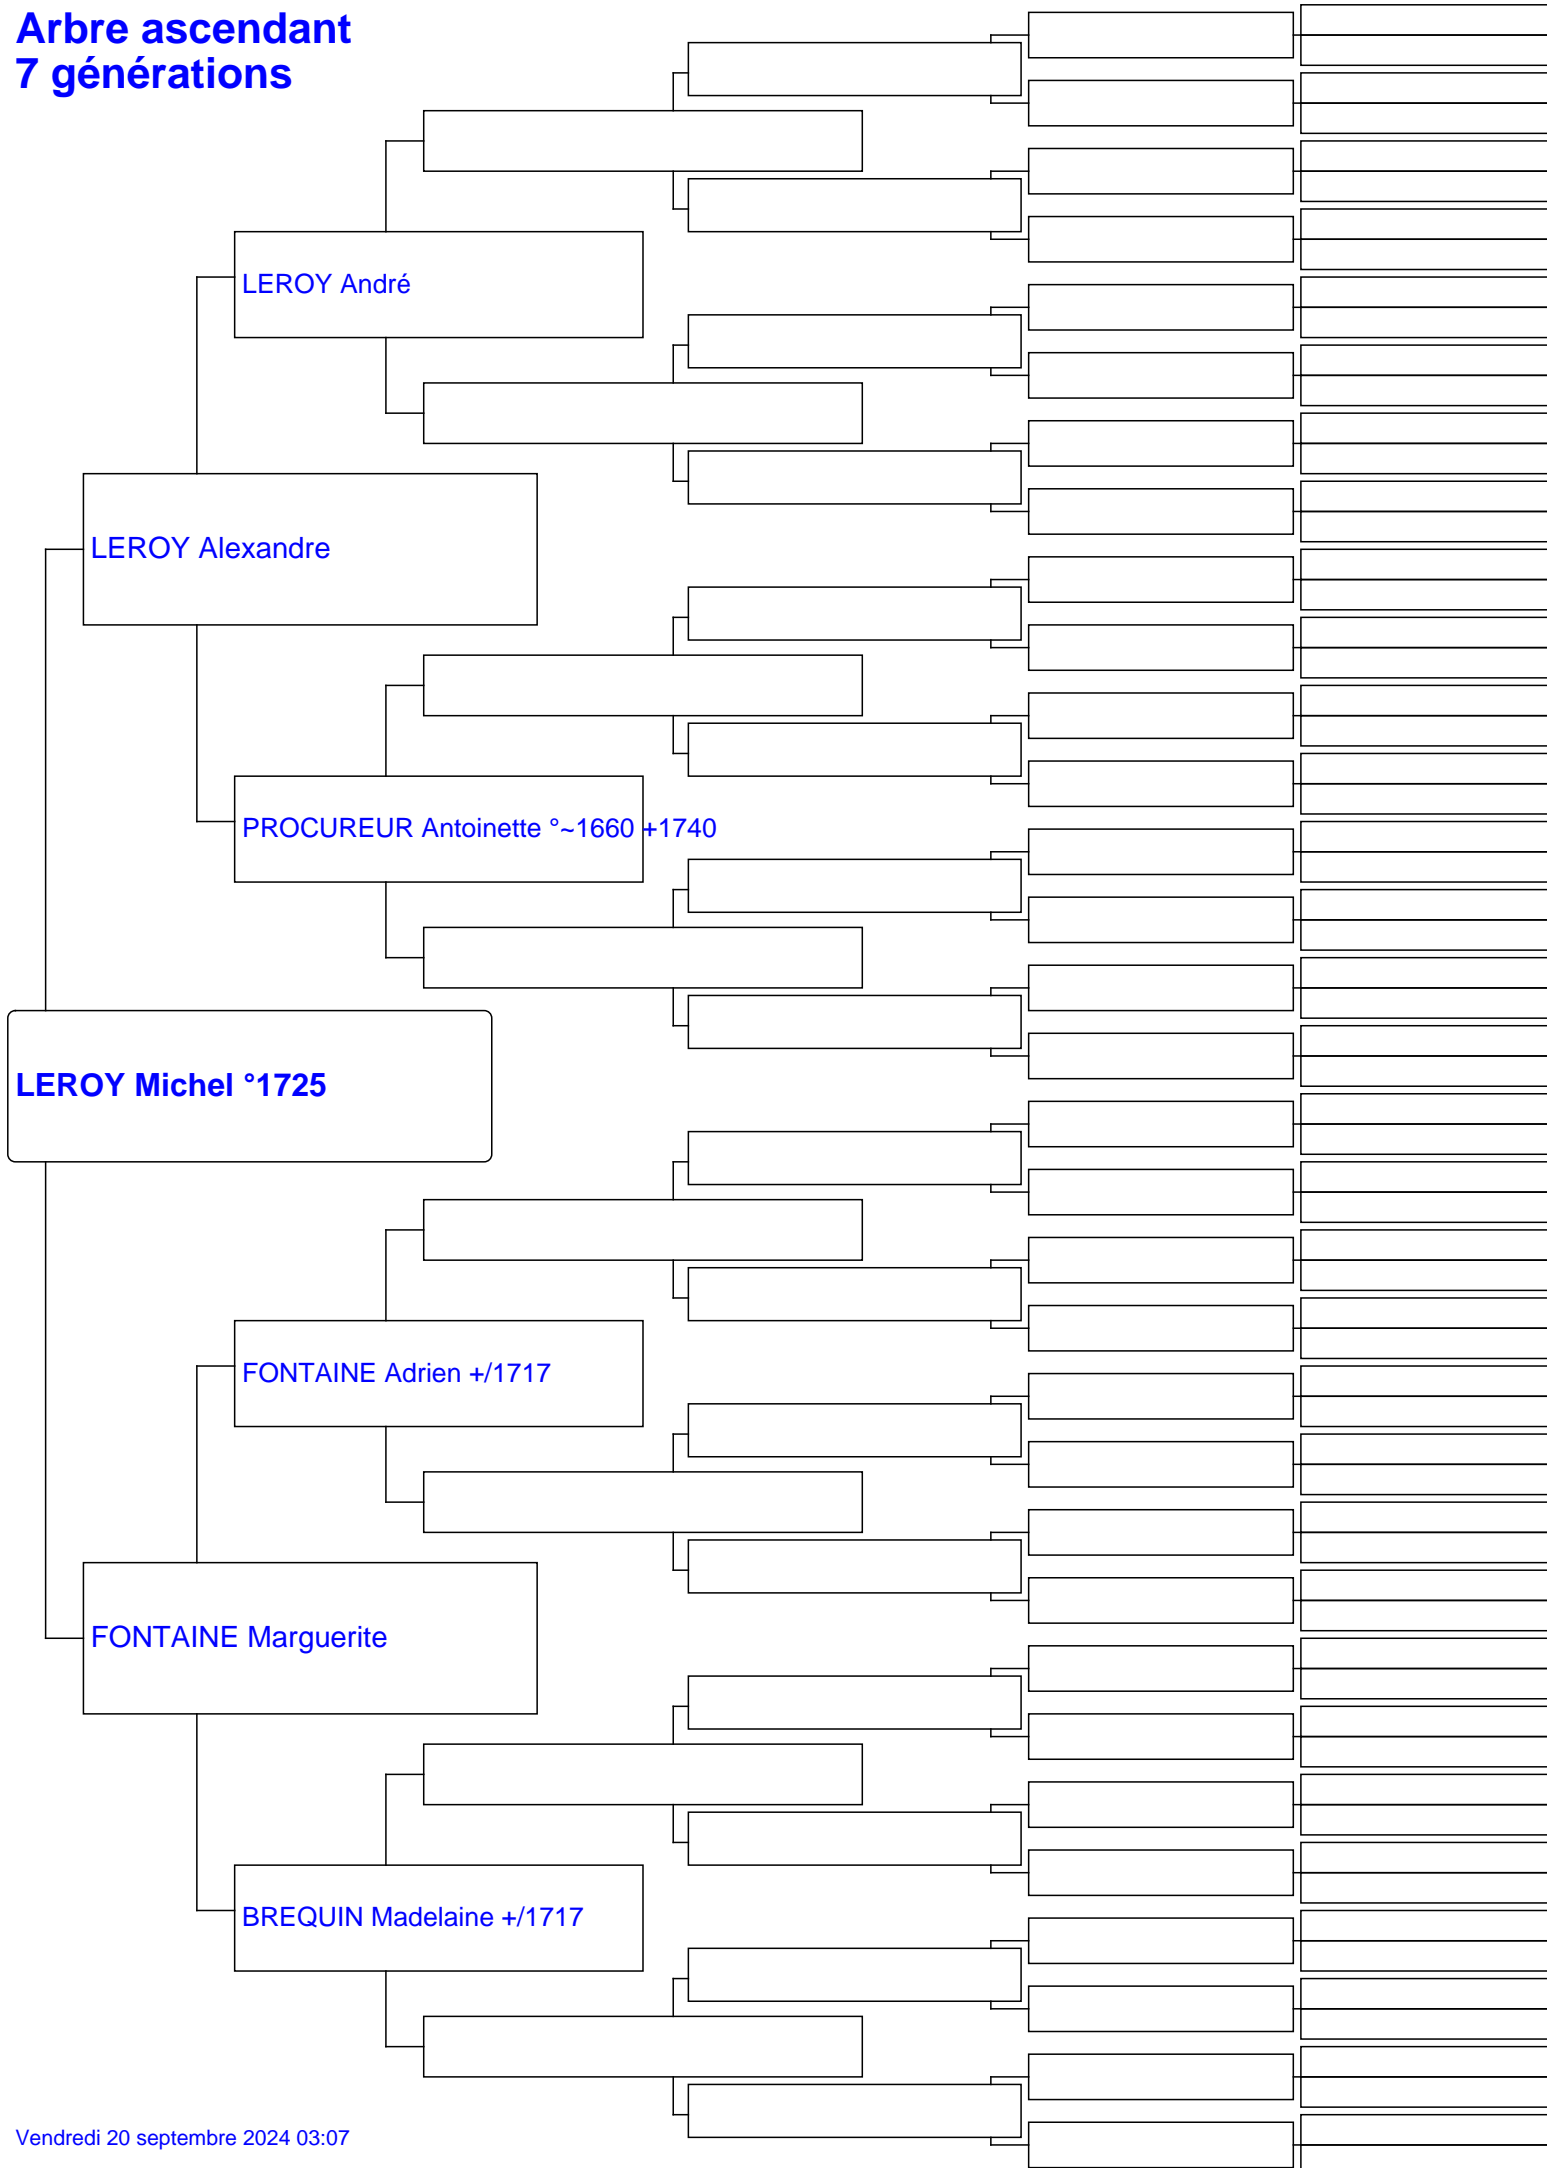 Arbre ascendant
7 générations
LEROY André
LEROY Alexandre
PROCUREUR Antoinette °~1660 +1740
LEROY Michel °1725
FONTAINE Adrien +/1717
FONTAINE Marguerite
BREQUIN Madelaine +/1717
Vendredi 20 septembre 2024 03:07